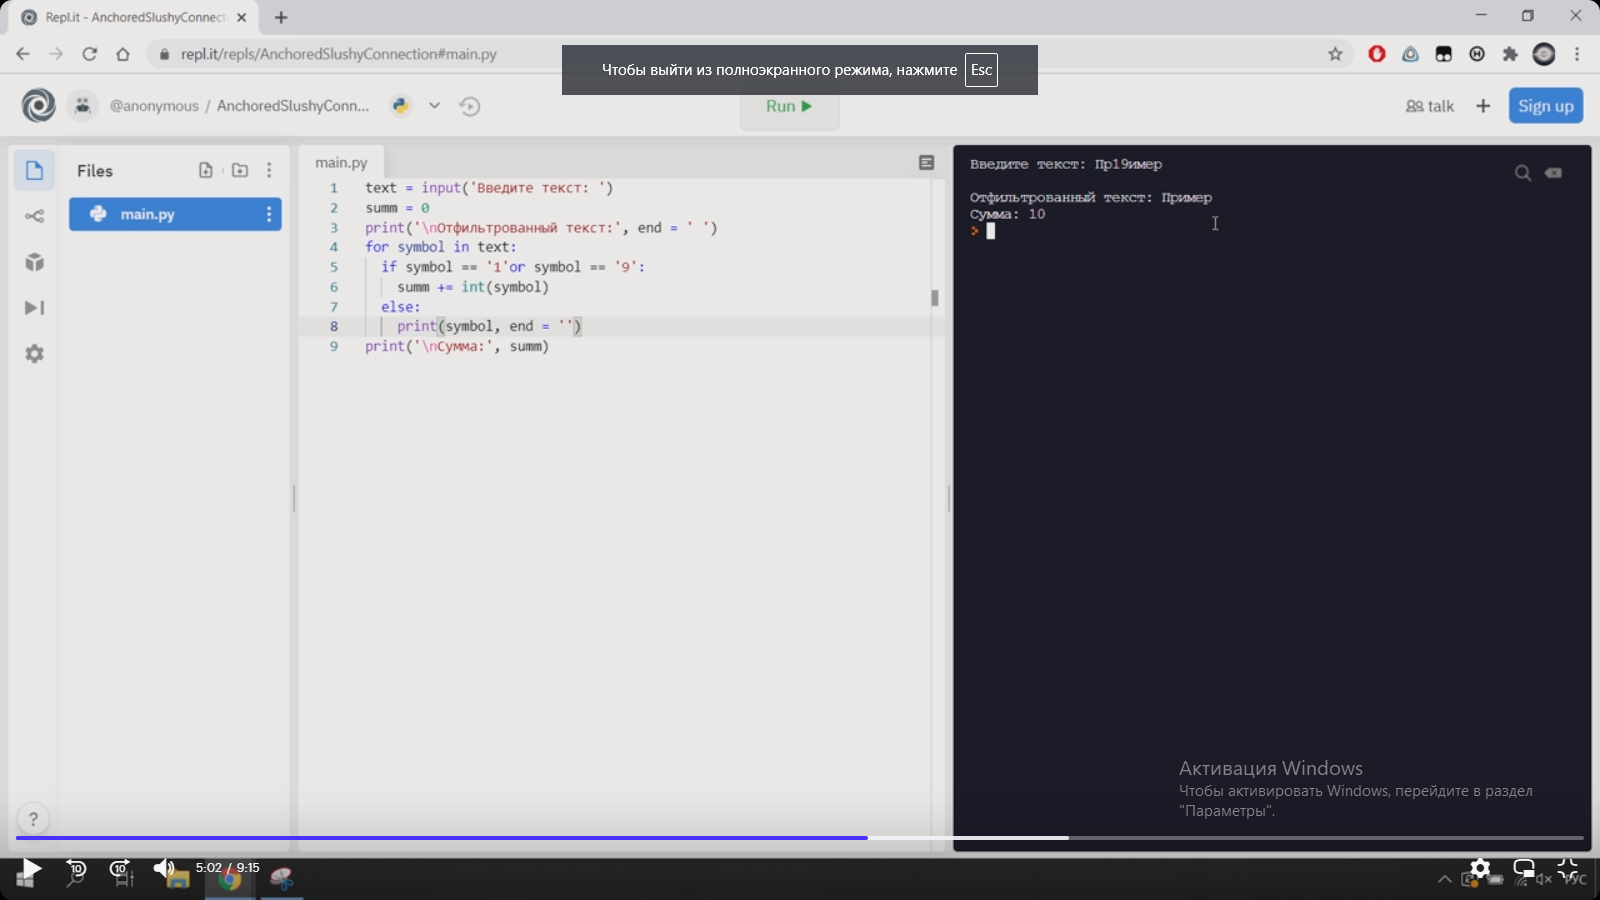 Repl.it - AnchoredSlushyConnect
repl.it/repls/AnchoredSlushyConnection#main.py
Чтобы выйти из полноэкранного режима, нажмите Esc
@anonymous / AnchoredSlushyConn...
Run
talk
Sign up
Files
main.py
main.py
1 text = input('Введите текст: ')
2 summ = 0
3 print('\nОтфильтрованный текст:', end = ' ')
4 for symbol in text:
5 if symbol == '1'or symbol == '9':
6 summ += int(symbol)
7 else:
8 print(symbol, end = '')
9 print('\nСумма:', summ)
Введите текст: Пр19имер
Отфильтрованный текст: Пример
Сумма: 10
>
Активация Windows
Чтобы активировать Windows, перейдите в раздел
"Параметры".
?
10
10
5:02 / 9:15
РУС